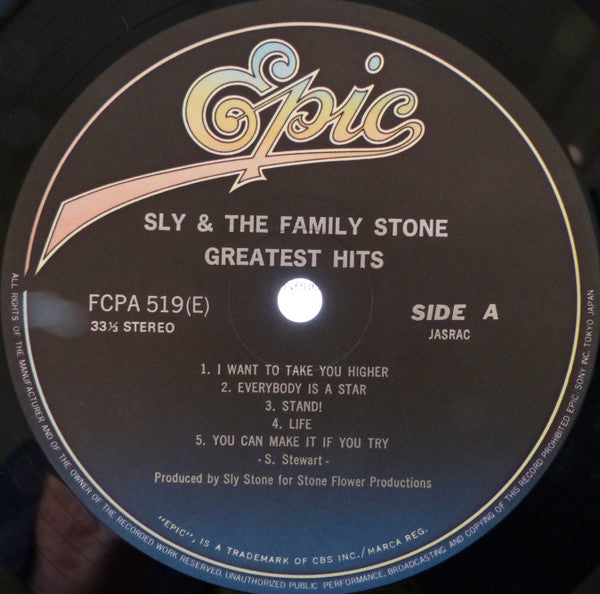 Epic
SLY & THE FAMILY STONE
GREATEST HITS
FCPA 519(E)
33⅓ STEREO
SIDE A
JASRAC
1. I WANT TO TAKE YOU HIGHER
2. EVERYBODY IS A STAR
3. STAND!
4. LIFE
5. YOU CAN MAKE IT IF YOU TRY
- S. Stewart -
Produced by Sly Stone for Stone Flower Productions
"EPIC", IS A TRADEMARK OF CBS INC./MARCA REG.
ALL RIGHTS OF THE MANUFACTURER AND OF THE OWNER OF THE RECORDED WORK RESERVED, UNAUTHORIZED PUBLIC PERFORMANCE, BROADCASTING AND COPYING OF THIS RECORD PROHIBITED EPIC/SONY INC. TOKYO JAPAN